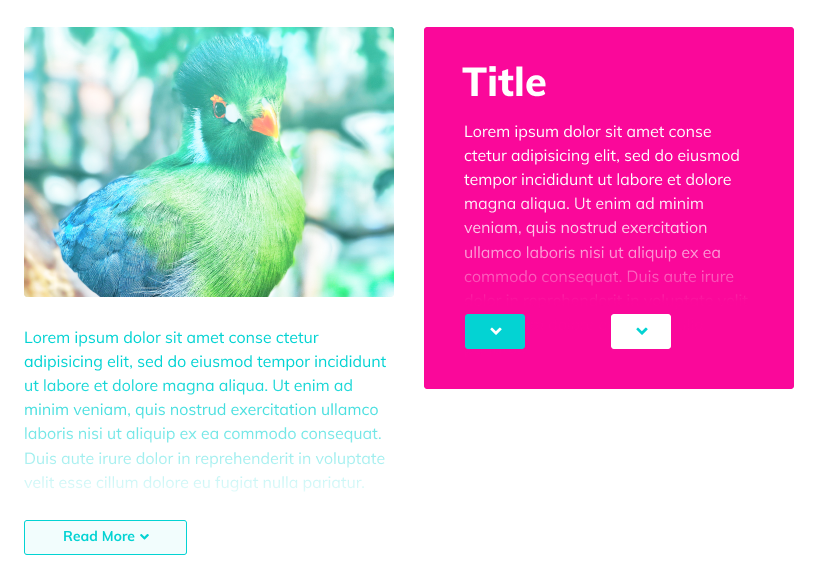 Lorem ipsum dolor sit amet conse ctetur
adipisicing elit, sed do eiusmod tempor incididunt
ut labore et dolore magna aliqua. Ut enim ad
minim veniam, quis nostrud exercitation ullamco
laboris nisi ut aliquip ex ea commodo consequat.
Duis aute irure dolor in reprehenderit in voluptate
velit esse cillum dolore eu fugiat nulla pariatur.
Read More
Title
Lorem ipsum dolor sit amet conse
ctetur adipisicing elit, sed do eiusmod
tempor incididunt ut labore et dolore
magna aliqua. Ut enim ad minim
veniam, quis nostrud exercitation
ullamco laboris nisi ut aliquip ex ea
commodo consequat. Duis aute irure